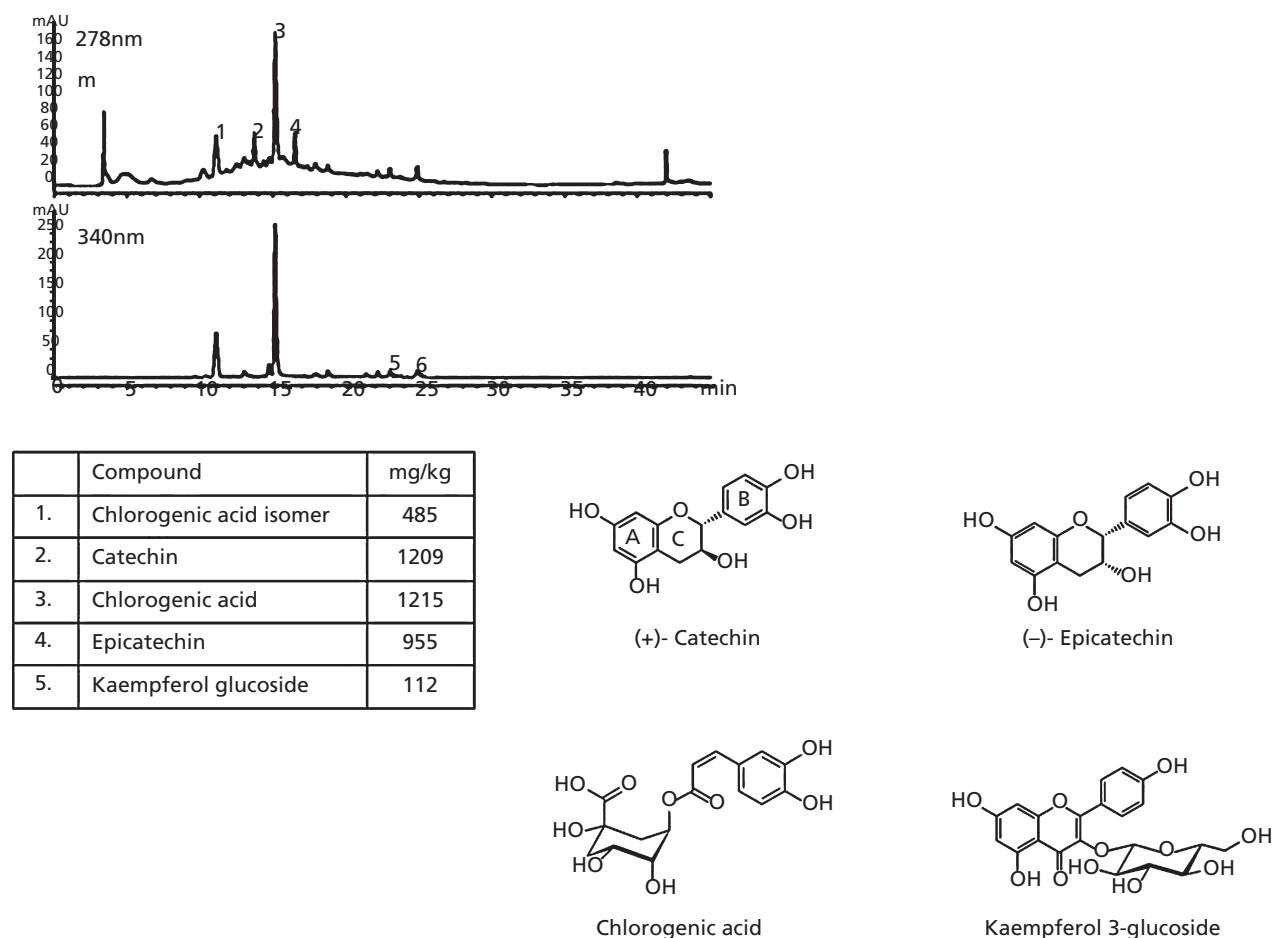 mAU
160
278nm
140
120
m
100
80
60
40
20
0
3
1
2
4
mAU
250
340nm
200
150
100
50
0
5
6
0 5 10 15 20 25 30 35 40 min
Compound mg/kg
1. Chlorogenic acid isomer 485
2. Catechin 1209
3. Chlorogenic acid 1215
4. Epicatechin 955
5. Kaempferol glucoside 112
OH
B
HO O OH
A C
OH
OH
(+)- Catechin
OH
HO O OH
OH
OH
(–)- Epicatechin
OH
HO O
O O OH
HO
HO
OH
Chlorogenic acid
OH
HO O
O O OH
HO OH
OH O HO
Kaempferol 3-glucoside